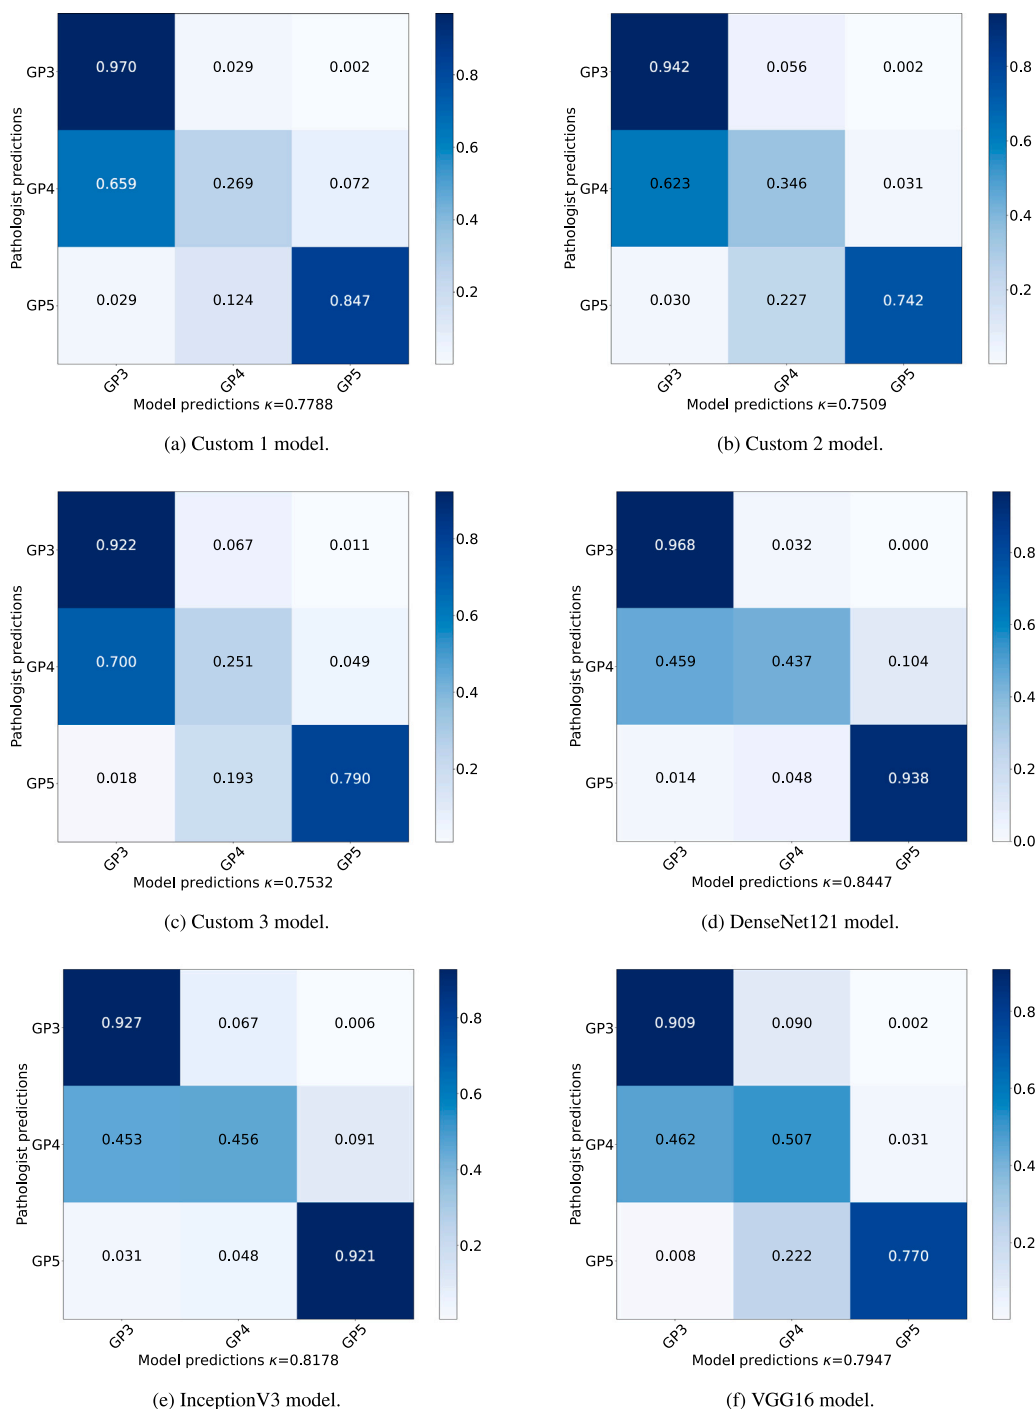 GP3 0.970 0.029 0.002
GP4 0.659 0.269 0.072
GP5 0.029 0.124 0.847
Pathologist predictions
0.8
0.6
0.4
0.2
GP3 GP4 GP5
Model predictions κ=0.7788
(a) Custom 1 model.
GP3 0.942 0.056 0.002
GP4 0.623 0.346 0.031
GP5 0.030 0.227 0.742
Pathologist predictions
0.8
0.6
0.4
0.2
GP3 GP4 GP5
Model predictions κ=0.7509
(b) Custom 2 model.
GP3 0.922 0.067 0.011
GP4 0.700 0.251 0.049
GP5 0.018 0.193 0.790
Pathologist predictions
0.8
0.6
0.4
0.2
GP3 GP4 GP5
Model predictions κ=0.7532
(c) Custom 3 model.
GP3 0.968 0.032 0.000
GP4 0.459 0.437 0.104
GP5 0.014 0.048 0.938
Pathologist predictions
0.8
0.6
0.4
0.2
0.0
GP3 GP4 GP5
Model predictions κ=0.8447
(d) DenseNet121 model.
GP3 0.927 0.067 0.006
GP4 0.453 0.456 0.091
GP5 0.031 0.048 0.921
Pathologist predictions
0.8
0.6
0.4
0.2
GP3 GP4 GP5
Model predictions κ=0.8178
(e) InceptionV3 model.
GP3 0.909 0.090 0.002
GP4 0.462 0.507 0.031
GP5 0.008 0.222 0.770
Pathologist predictions
0.8
0.6
0.4
0.2
GP3 GP4 GP5
Model predictions κ=0.7947
(f) VGG16 model.